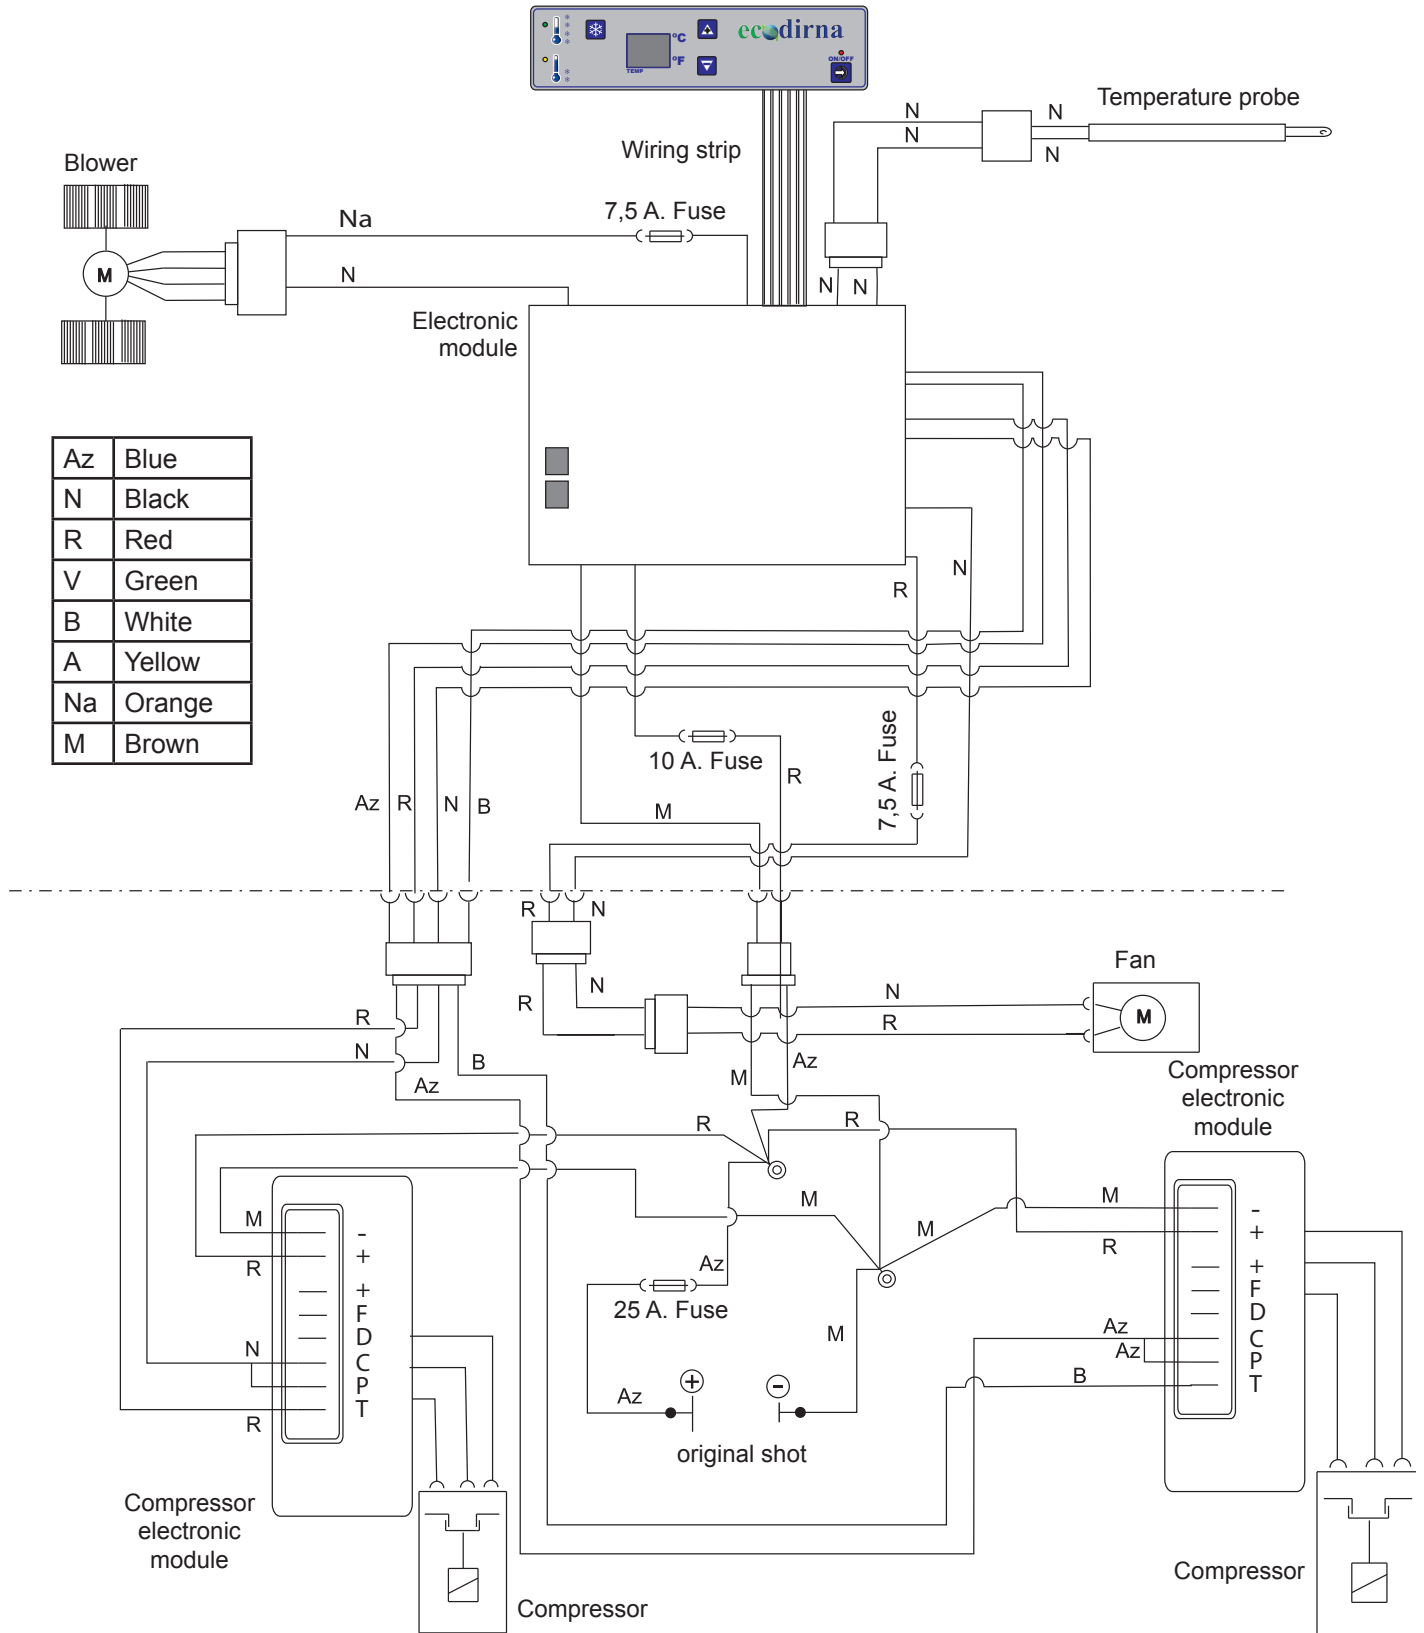 ecodirna
°C
°F
TEMP
ON/OFF
Temperature probe
N
N
N
N
Wiring strip
Blower
7,5 A. Fuse
Na
M
N
N
N
Electronic
module
Az Blue
N Black
R Red
V Green
B White
A Yellow
Na Orange
M Brown
R
N
10 A. Fuse
R
7,5 A. Fuse
Az
R
N
B
M
R
N
Fan
R
N
N
R
M
R
N
B
Az
M
Az
Compressor
electronic
module
R
R
M
M
M
R
-
+
+
F
D
C
P
T
N
R
Az
25 A. Fuse
M
Az
+
-
original shot
M
R
Az
Az
B
-
+
+
F
D
C
P
T
Compressor
electronic
module
Compressor
Compressor